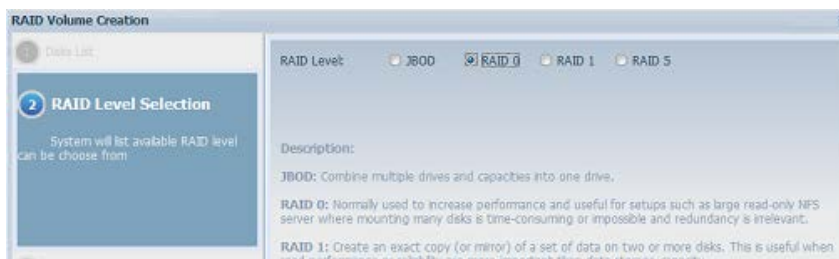 RAID Volume Creation
Disks List
2 RAID Level Selection
System will list available RAID level
can be choose from
RAID Level: JBOD RAID 0 RAID 1 RAID 5
Description:
JBOD: Combine multiple drives and capacities into one drive.
RAID 0: Normally used to increase performance and useful for setups such as large read-only NFS
server where mounting many disks is time-consuming or impossible and redundancy is irrelevant.
RAID 1: Create an exact copy (or mirror) of a set of data on two or more disks. This is useful when